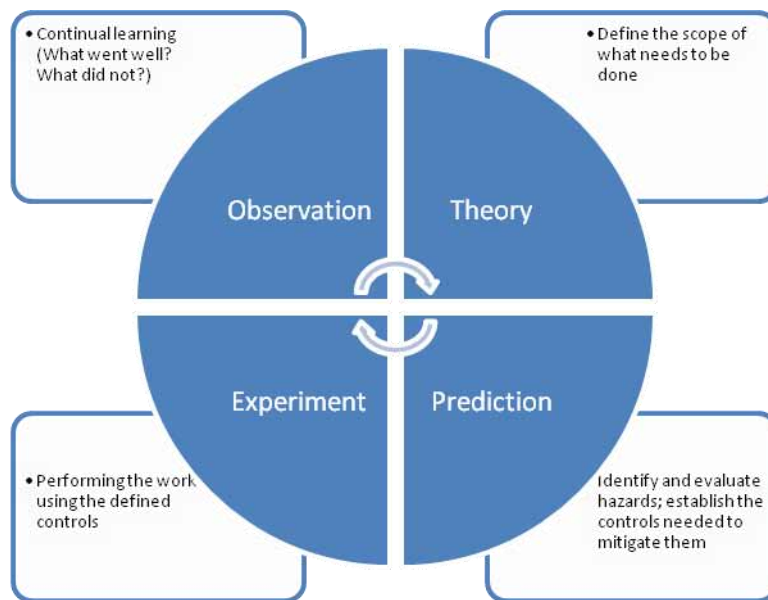 • Continual learning
(What went well?
What did not?)
• Define the scope of
what needs to be
done
Observation
Theory
Experiment
Prediction
• Performing the work
using the defined
controls
Identify and evaluate
hazards; establish the
controls needed to
mitigate them